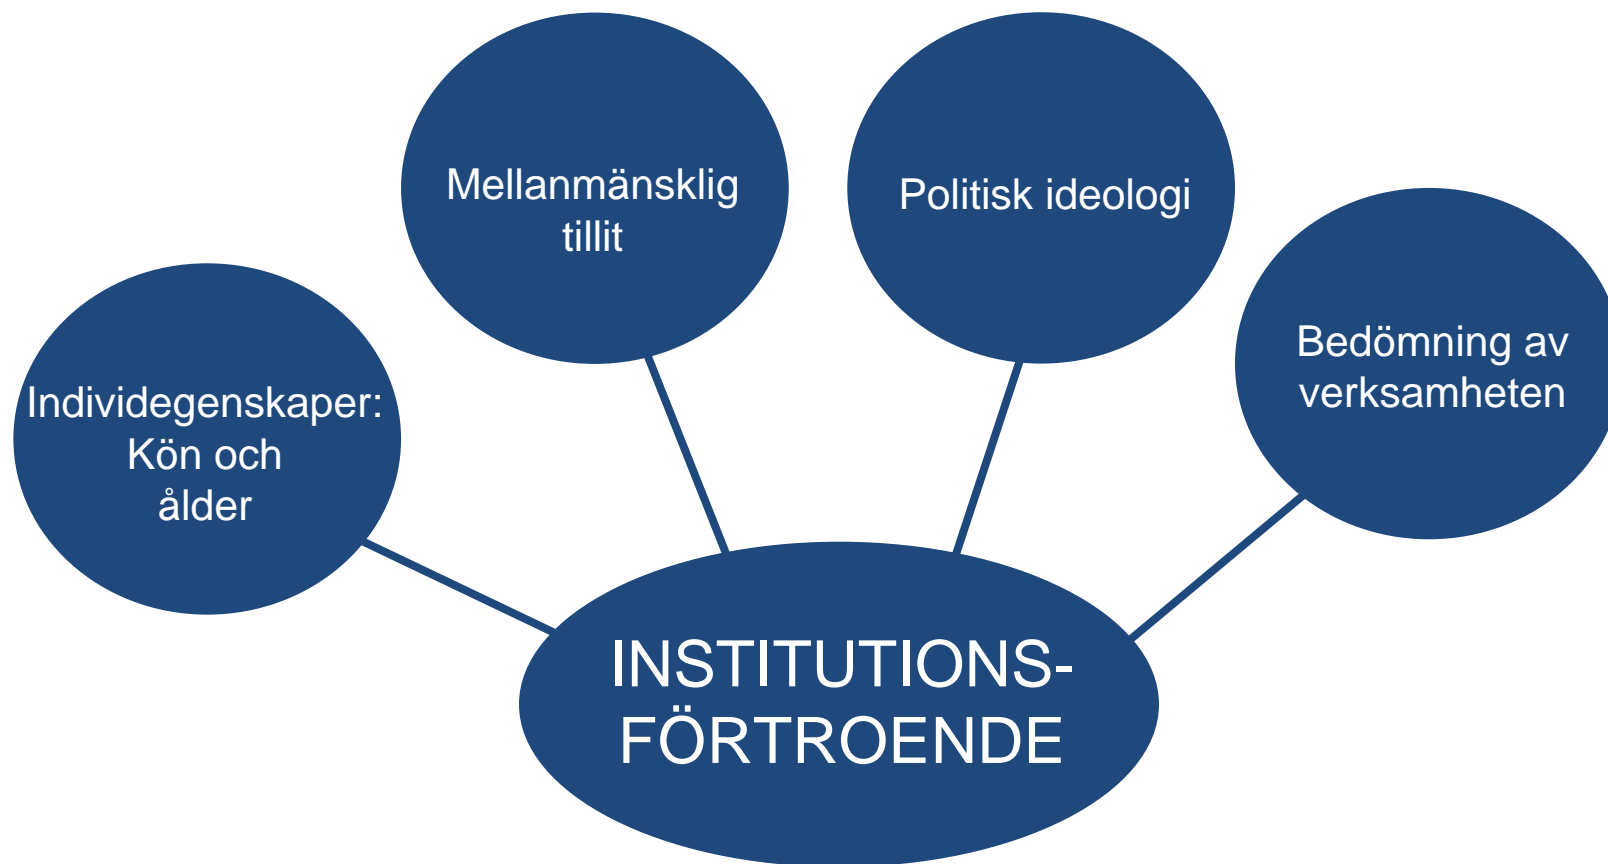 Mellanmänsklig
tillit
Politisk ideologi
Bedömning av
verksamheten
Individegenskaper:
Kön och
ålder
INSTITUTIONS-
FÖRTROENDE